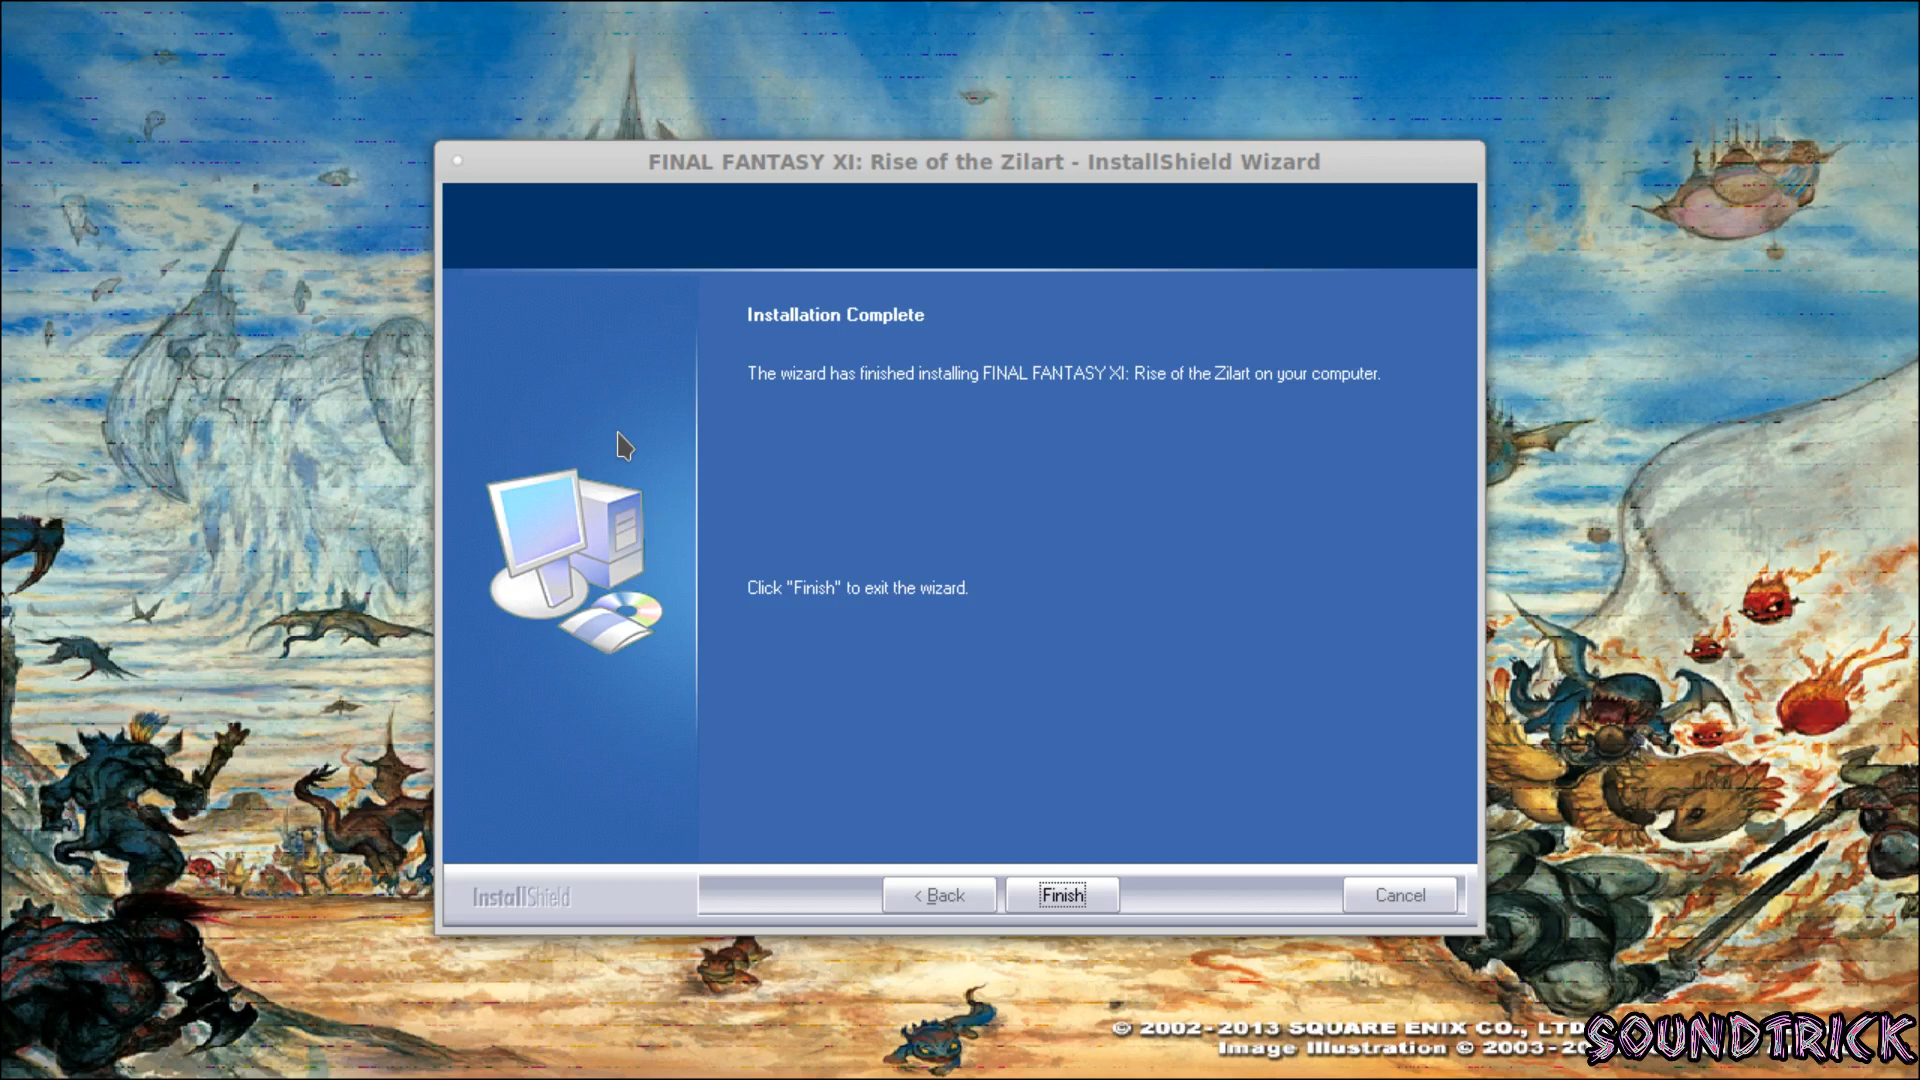 FINAL FANTASY XI: Rise of the Zilart - InstallShield Wizard
Installation Complete
The wizard has finished installing FINAL FANTASY XI: Rise of the Zilart on your computer.
Click "Finish" to exit the wizard.
InstallShield
< Back
Finish
Cancel
© 2002-2013 SQUARE ENIX CO., LTD
Image Illustration © 2003-20
SOUNDTRICK